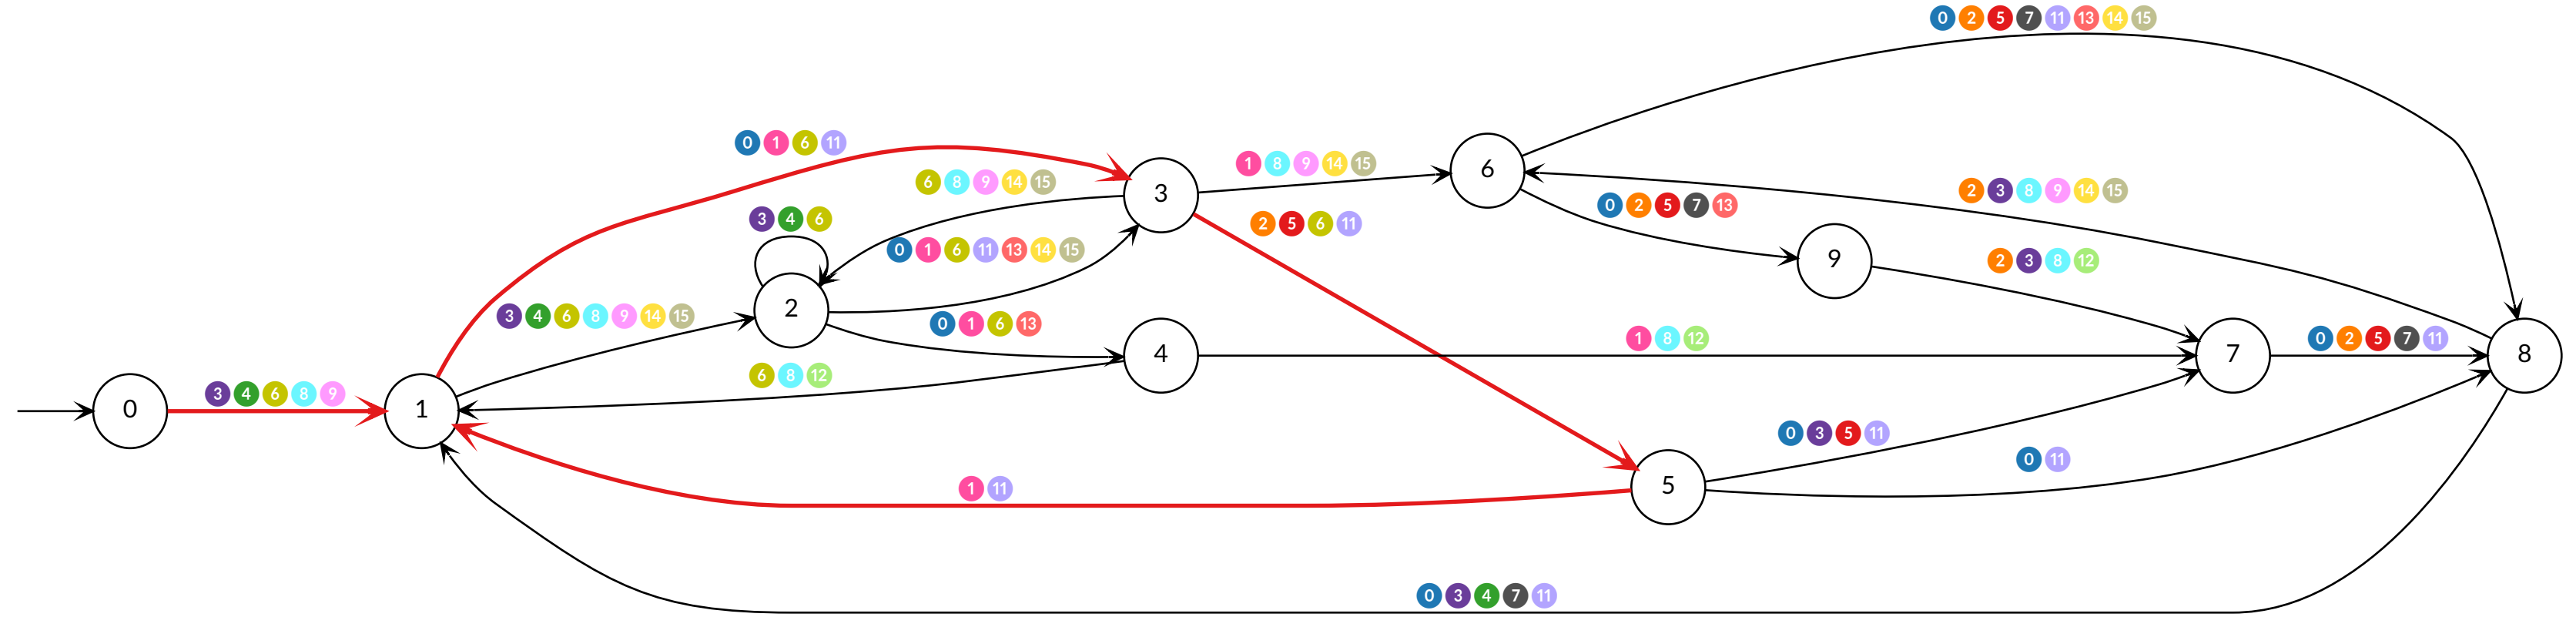 0 2 5 7 11 13 14 15
0 1 6 11
1 8 9 14 15
6
6 8 9 14 15
3
2 3 8 9 14 15
0 2 5 7 13
3 4 6
2 5 6 11
0 1 6 11 13 14 15
9
2 3 8 12
2
3 4 6 8 9 14 15
0 1 6 13
1 8 12
0 2 5 7 11
4
7
8
6 8 12
3 4 6 8 9
0
1
0 3 5 11
0 11
5
1 11
0 3 4 7 11